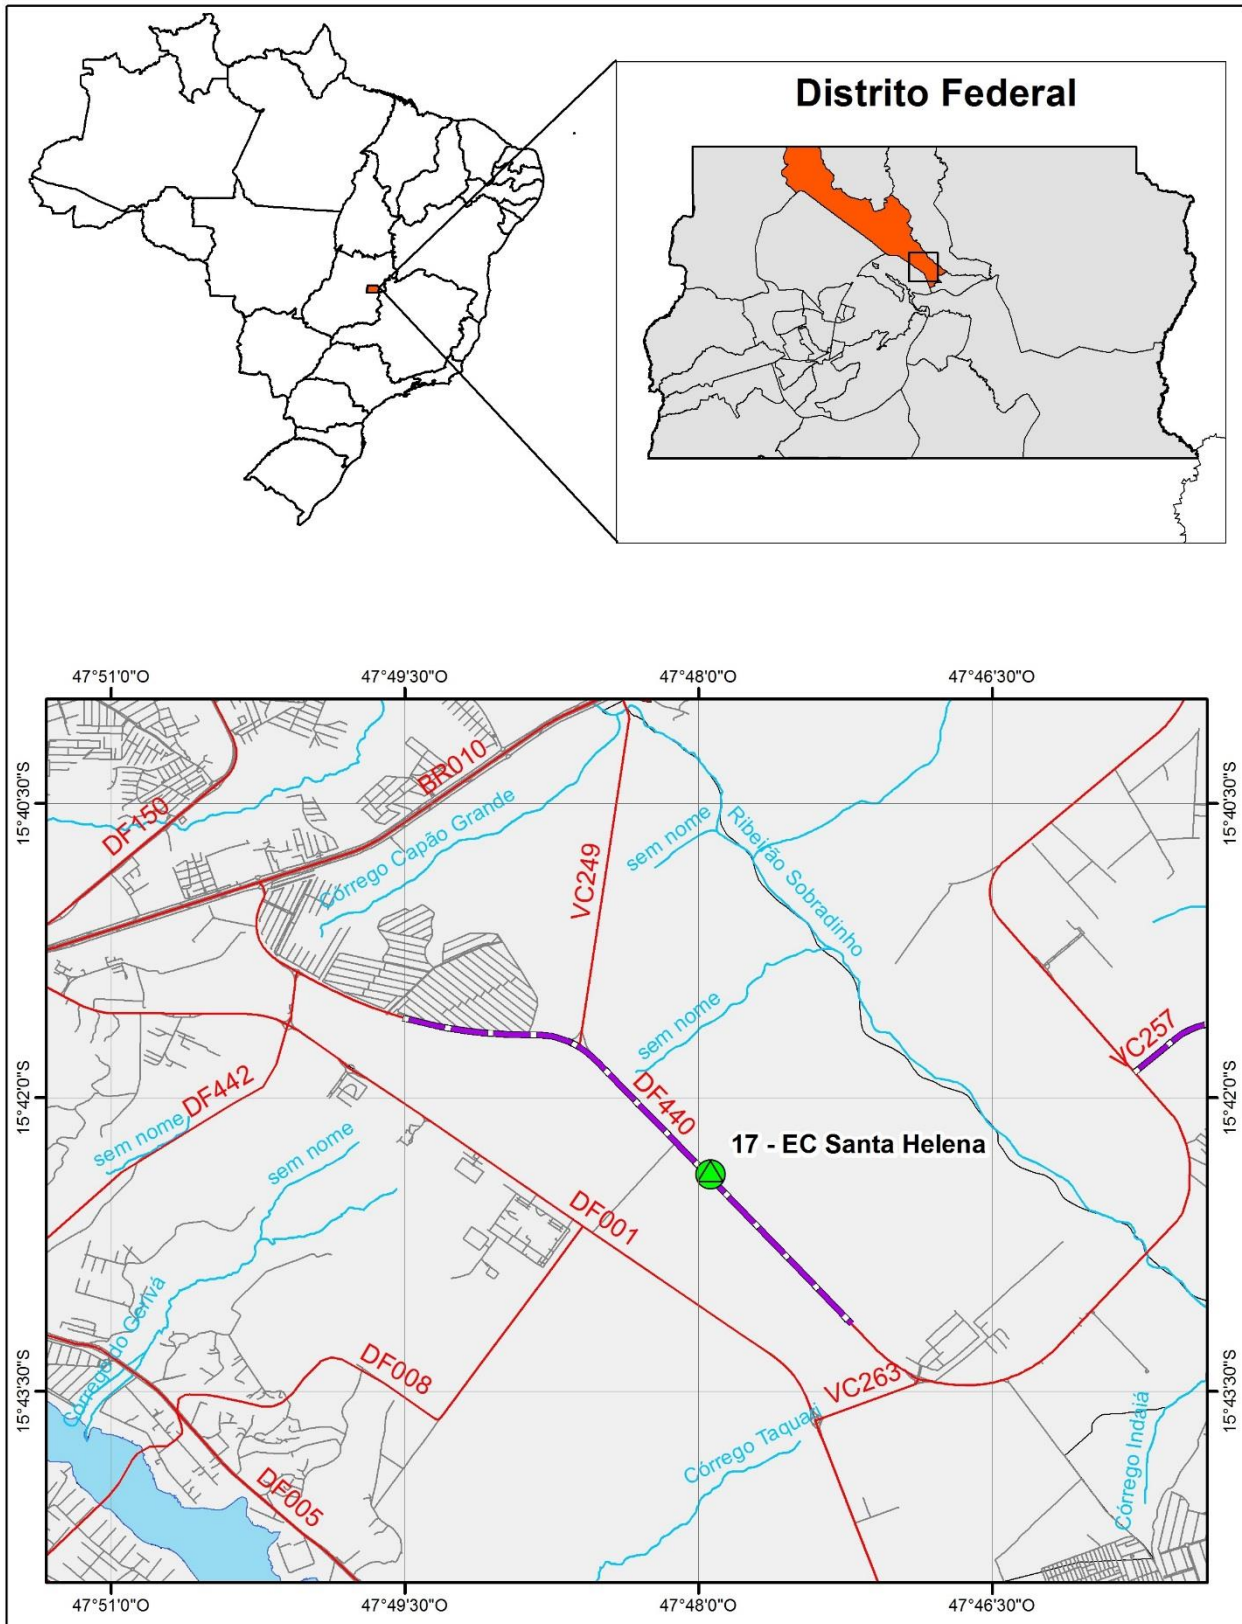 Distrito Federal
47°51'0"O
47°49'30"O
47°48'0"O
47°46'30"O
15°40'30"S
15°40'30"S
DF150
BR010
Córrego Capão Grande
VC249
sem nome
Ribeirão Sobradinho
sem nome
VC257
15°42'0"S
15°42'0"S
DF442
sem nome
sem nome
DF440
17 - EC Santa Helena
DF001
Córrego do Gerivá
DF008
VC263
15°43'30"S
15°43'30"S
Córrego Taquari
Córrego Indaiá
DF005
47°51'0"O
47°49'30"O
47°48'0"O
47°46'30"O